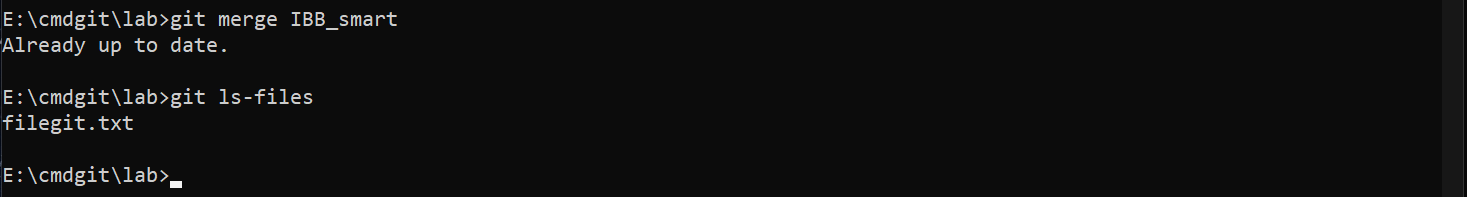 E:\cmdgit\lab>git merge IBB_smart
Already up to date.
E:\cmdgit\lab>git ls-files
filegit.txt
E:\cmdgit\lab>